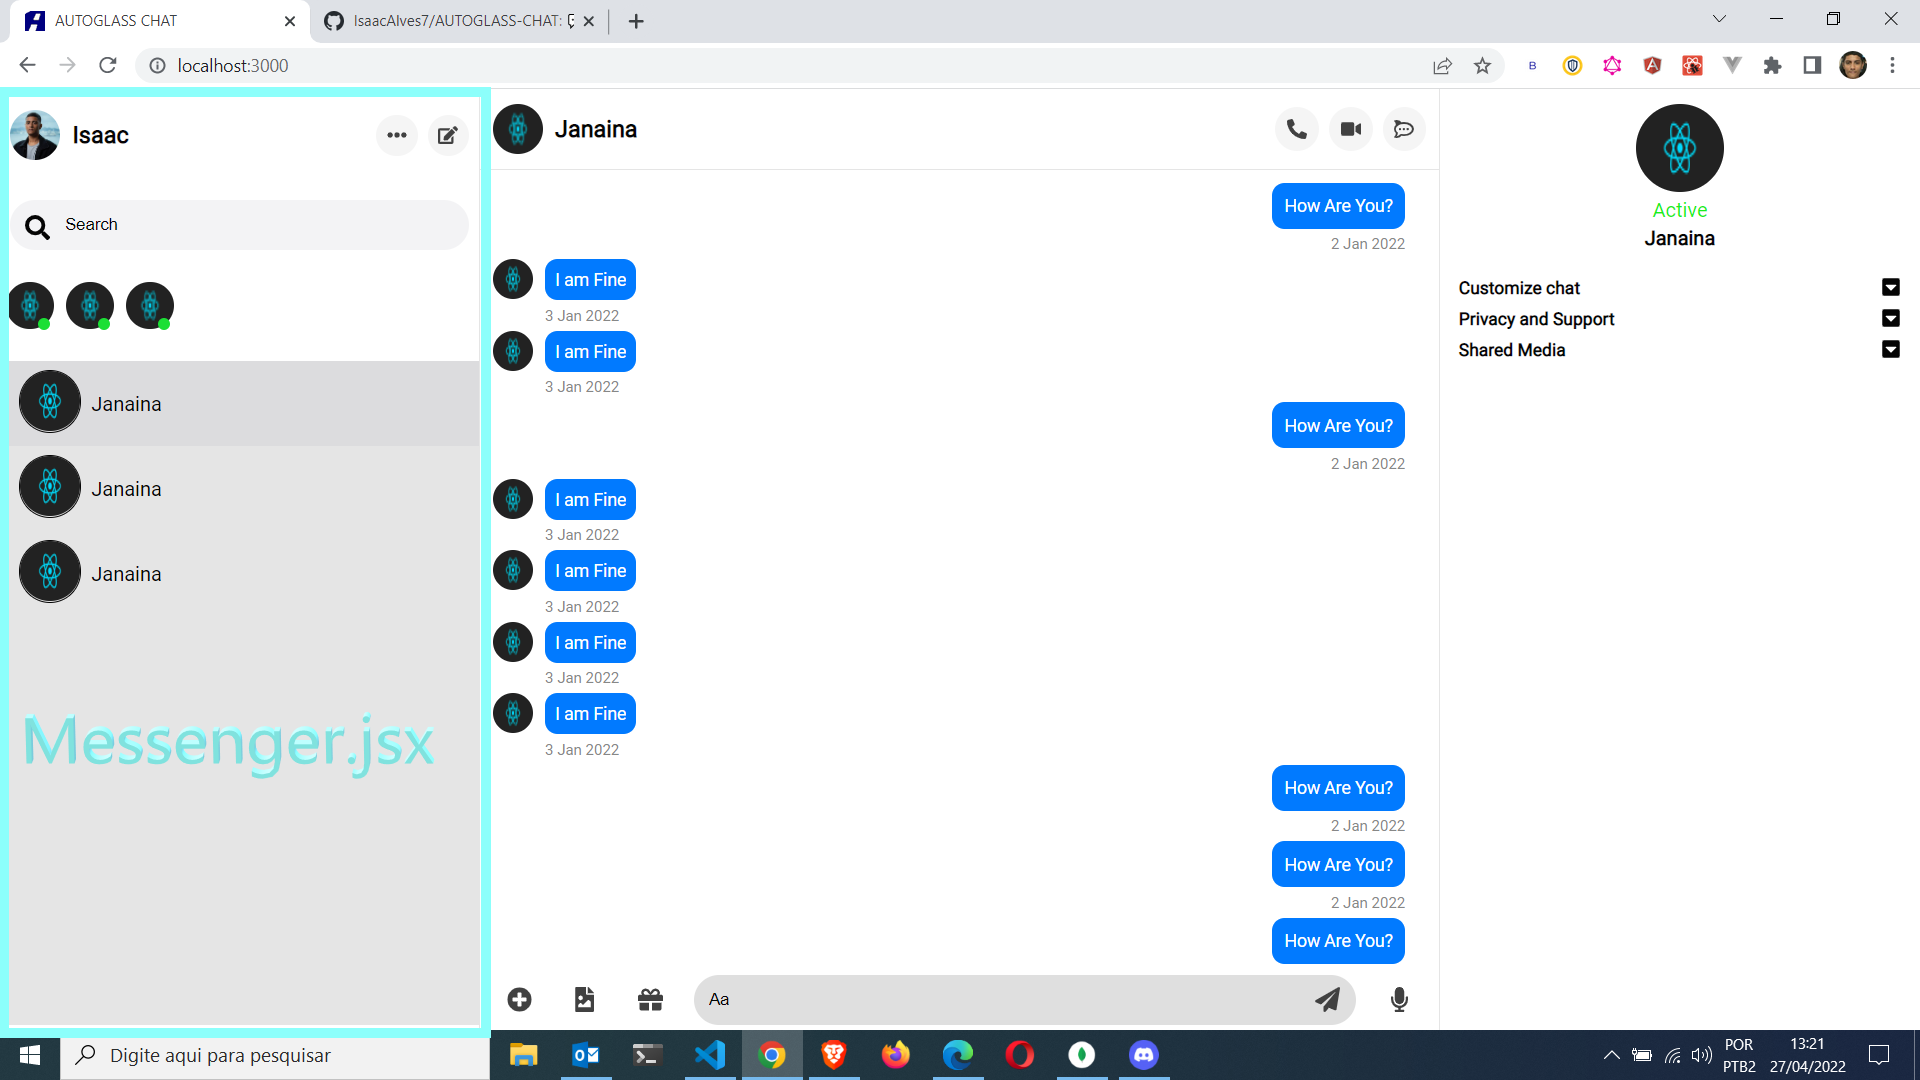 AUTOGLASS CHAT
IsaacAlves7/AUTOGLASS-CHAT:
localhost:3000
B
Isaac
Search
Janaina
Janaina
Janaina
Messenger.jsx
Janaina
How Are You?
2 Jan 2022
I am Fine
3 Jan 2022
I am Fine
3 Jan 2022
How Are You?
2 Jan 2022
I am Fine
3 Jan 2022
I am Fine
3 Jan 2022
I am Fine
3 Jan 2022
I am Fine
3 Jan 2022
How Are You?
2 Jan 2022
How Are You?
2 Jan 2022
How Are You?
Aa
Active
Janaina
Customize chat
Privacy and Support
Shared Media
Digite aqui para pesquisar
POR
PTB2
13:21
27/04/2022